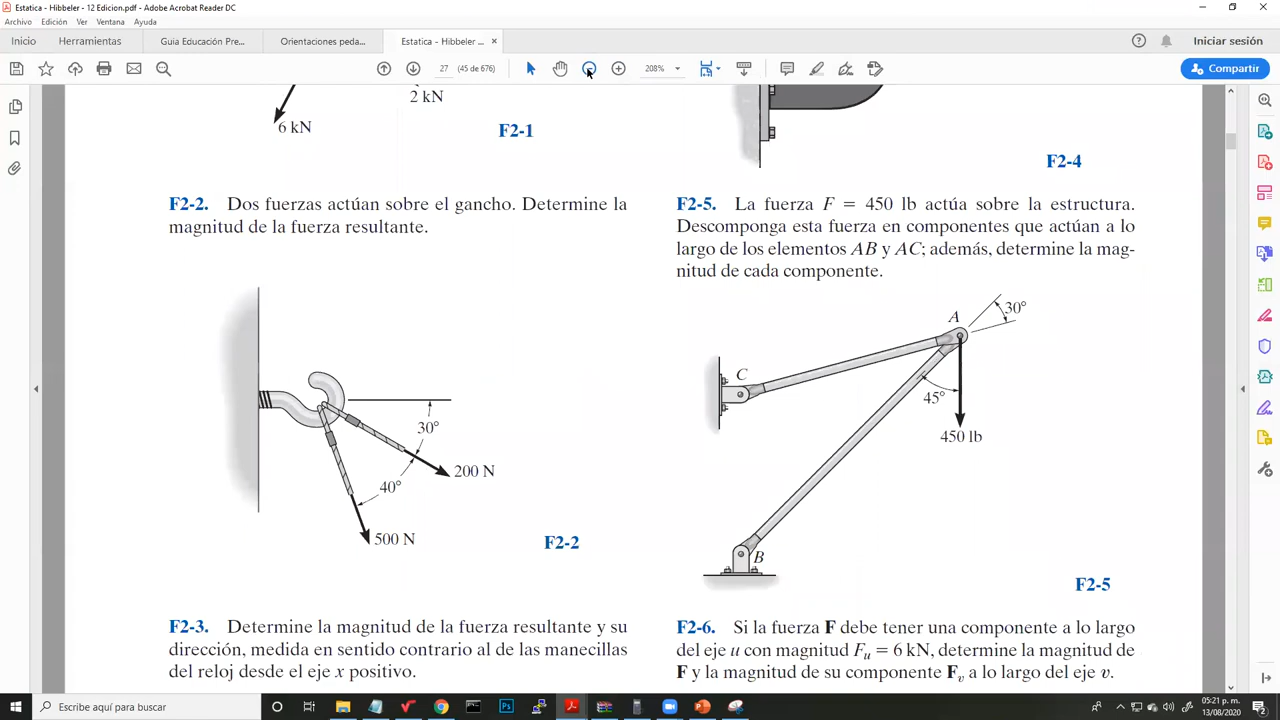 Estatica - Hibbeler - 12 Edicion.pdf - Adobe Acrobat Reader DC
Archivo Edición Ver Ventana Ayuda
Inicio Herramientas Guia Educación Pre... Orientaciones peda... Estatica - Hibbeler ... × Iniciar sesión
27 (45 de 676) 208% Compartir
2 kN
6 kN
F2-1
F2-4
F2-2. Dos fuerzas actúan sobre el gancho. Determine la
magnitud de la fuerza resultante.
30°
200 N
40°
500 N
F2-2
F2-3. Determine la magnitud de la fuerza resultante y su
dirección, medida en sentido contrario al de las manecillas
del reloj desde el eje x positivo.
F2-5. La fuerza F = 450 lb actúa sobre la estructura.
Descomponga esta fuerza en componentes que actúan a lo
largo de los elementos AB y AC; además, determine la mag-
nitud de cada componente.
A
30°
C
45°
450 lb
B
F2-5
F2-6. Si la fuerza F debe tener una componente a lo largo
del eje u con magnitud Fu = 6 kN, determine la magnitud de
F y la magnitud de su componente Fv a lo largo del eje v.
Escribe aquí para buscar
05:21 p. m.
13/08/2020
2